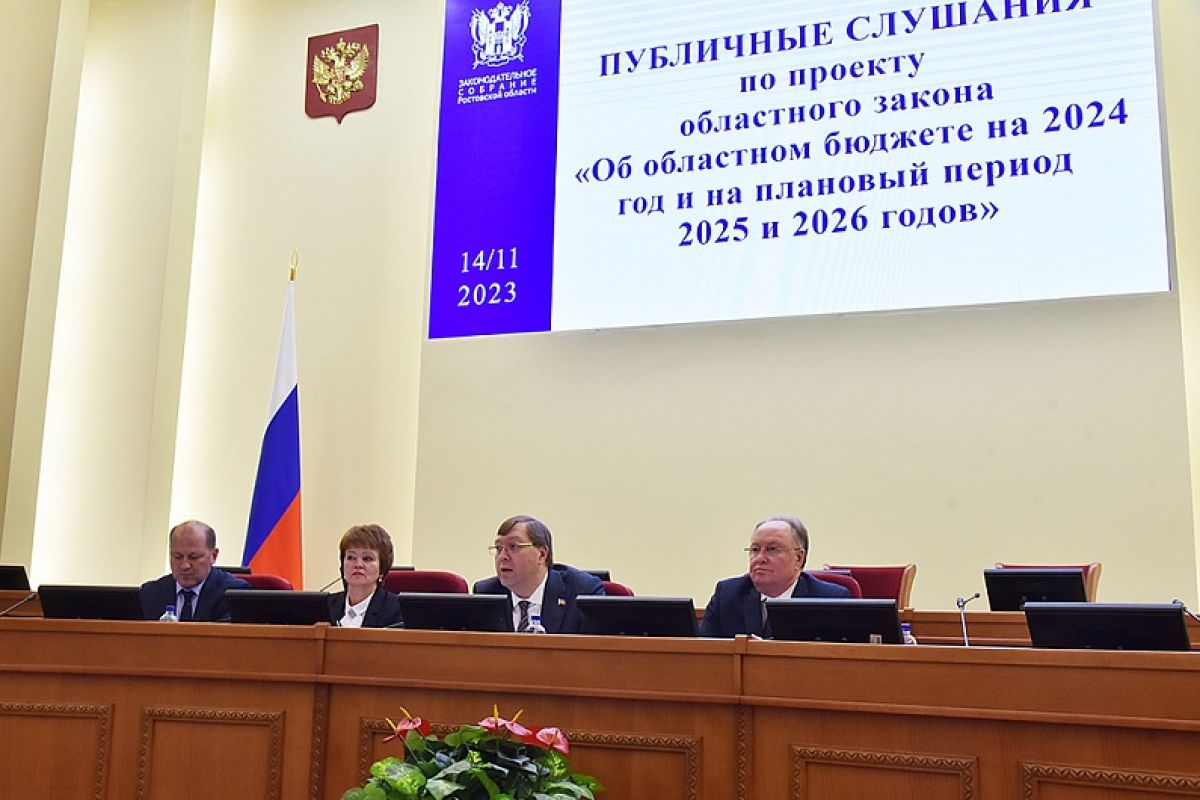 ЗАКОНОДАТЕЛЬНОЕ
СОБРАНИЕ
Ростовской области
14/11
2023
ПУБЛИЧНЫЕ СЛУШАНИЯ
по проекту
областного закона
«Об областном бюджете на 2024
год и на плановый период
2025 и 2026 годов»